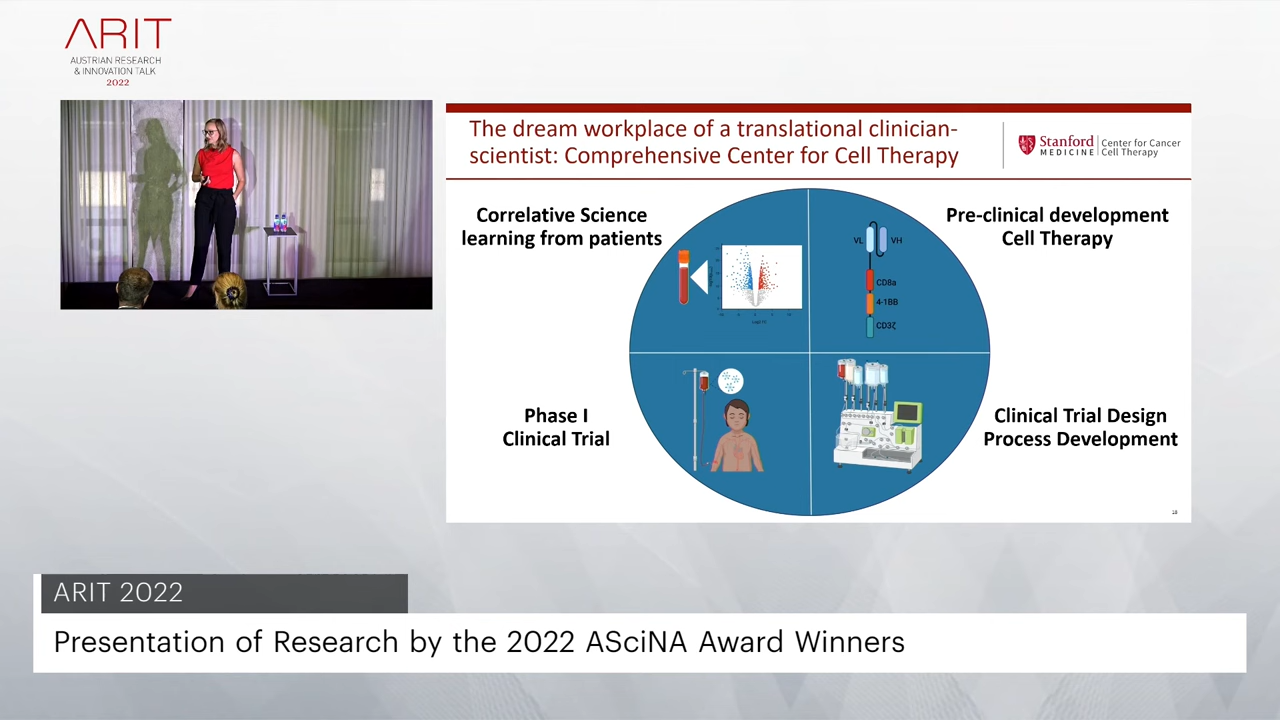 ARIT
AUSTRIAN RESEARCH
& INNOVATION TALK
2022
The dream workplace of a translational clinician-
scientist: Comprehensive Center for Cell Therapy
Stanford
MEDICINE
Center for Cancer
Cell Therapy
Correlative Science
learning from patients
Pre-clinical development
Cell Therapy
VL
VH
CD8a
4-1BB
CD3ζ
Phase I
Clinical Trial
Clinical Trial Design
Process Development
18
ARIT 2022
Presentation of Research by the 2022 ASciNA Award Winners